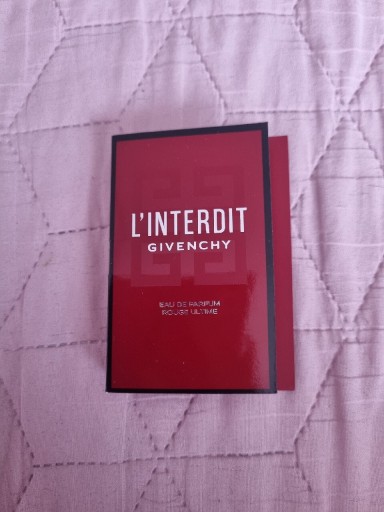 L'INTERDIT
GIVENCHY
EAU DE PARFUM
ROUGE ULTIME